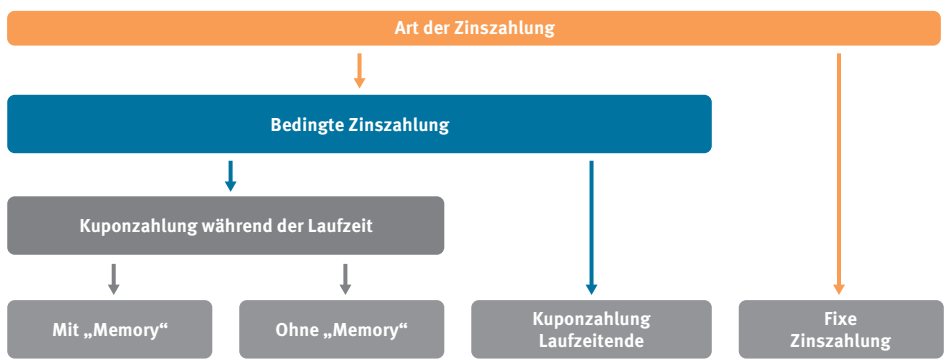 Art der Zinszahlung
Bedingte Zinszahlung
Kuponzahlung während der Laufzeit
Mit „Memory“
Ohne „Memory“
Kuponzahlung
Laufzeitende
Fixe
Zinszahlung